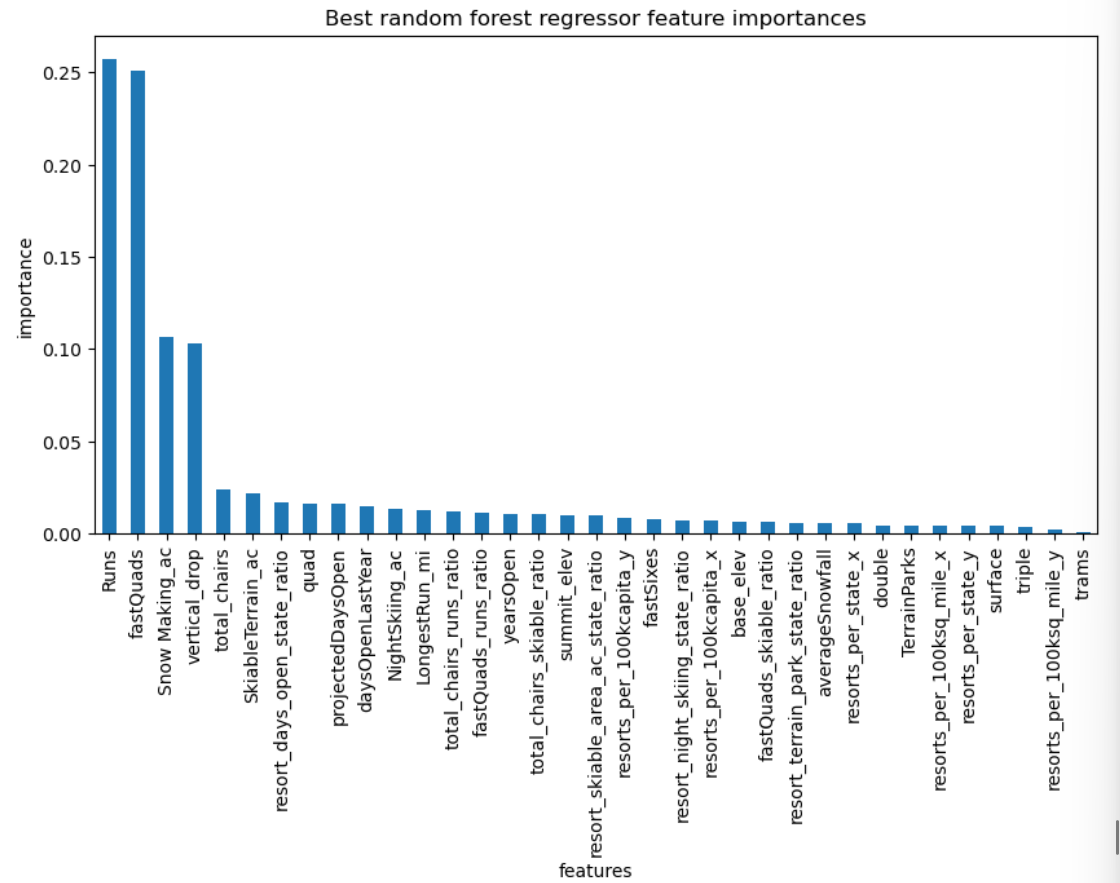 Best random forest regressor feature importances
0.25
0.20
0.15
0.10
0.05
0.00
importance
Runs
fastQuads
Snow Making_ac
vertical_drop
total_chairs
SkiableTerrain_ac
resort_days_open_state_ratio
quad
projectedDaysOpen
daysOpenLastYear
NightSkiing_ac
LongestRun_mi
total_chairs_runs_ratio
fastQuads_runs_ratio
yearsOpen
total_chairs_skiable_ratio
summit_elev
resort_skiable_area_ac_state_ratio
resorts_per_100kcapita_y
fastSixes
resort_night_skiing_state_ratio
resorts_per_100kcapita_x
base_elev
fastQuads_skiable_ratio
resort_terrain_park_state_ratio
averageSnowfall
resorts_per_state_x
double
TerrainParks
resorts_per_100ksq_mile_x
resorts_per_state_y
surface
triple
resorts_per_100ksq_mile_y
trams
features